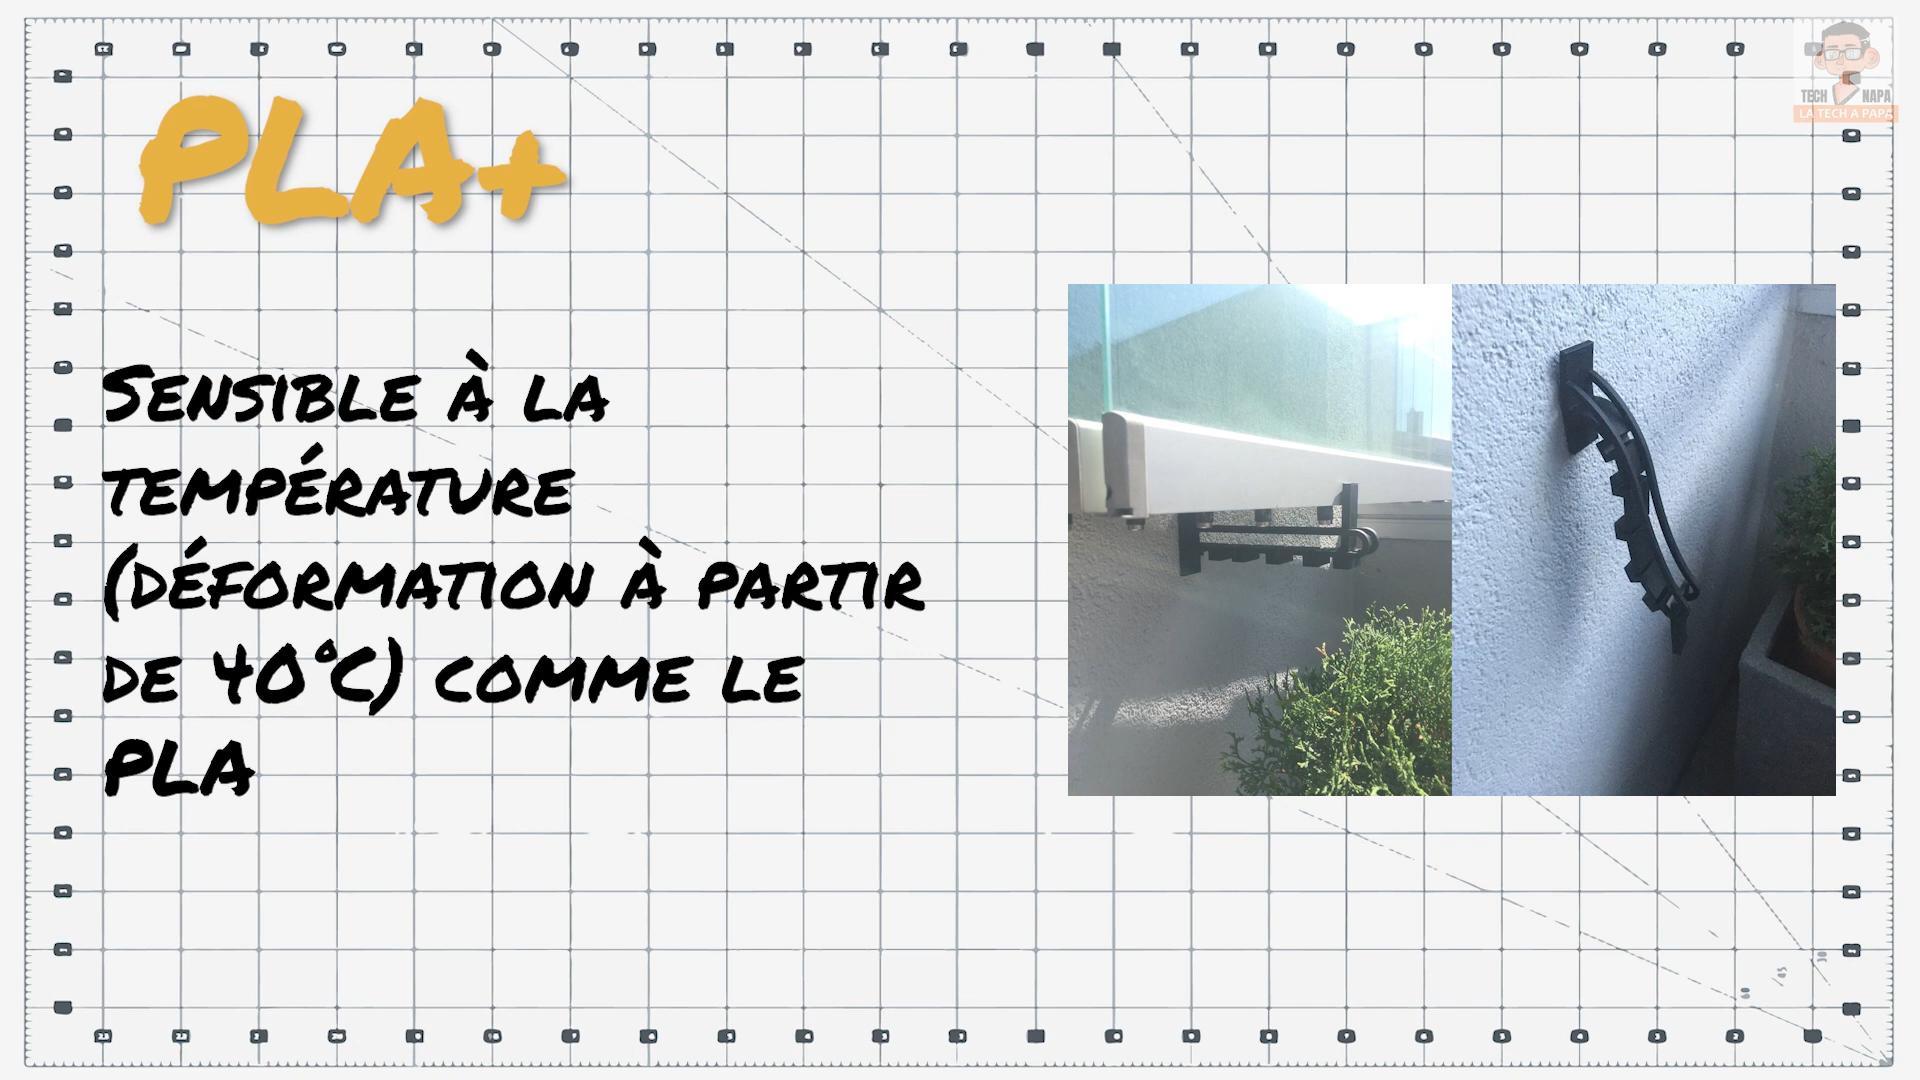 TECH NAPA
LA TECH A PAPA
PLA+
Sensible à la
température
(déformation à partir
de 40°C) comme le
PLA